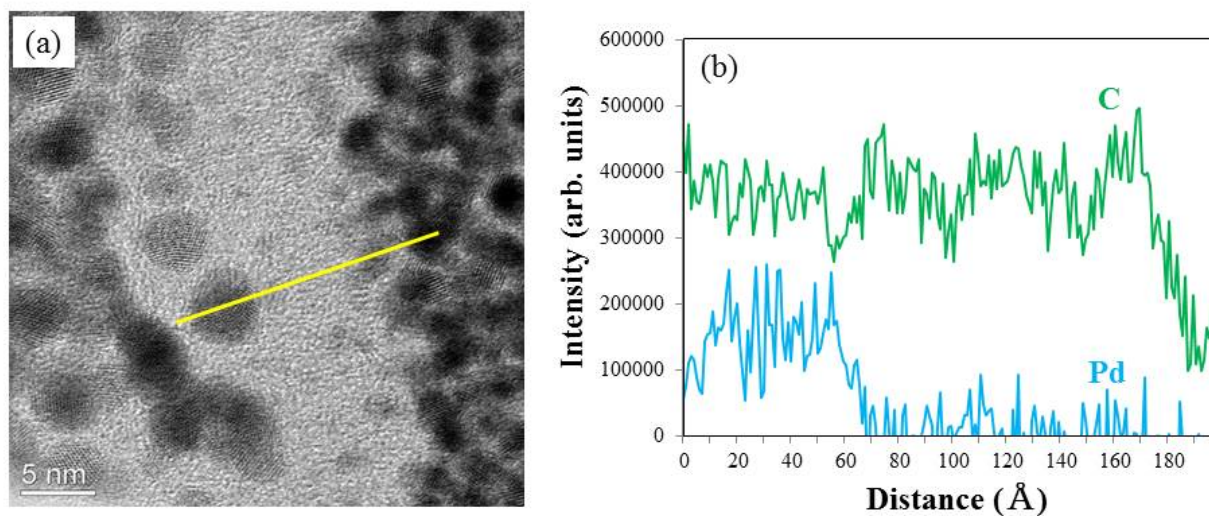 (a)
5 nm
(b)
Intensity (arb. units)
600000
500000
400000
300000
200000
100000
0
C
Pd
0 20 40 60 80 100 120 140 160 180
Distance (Å)